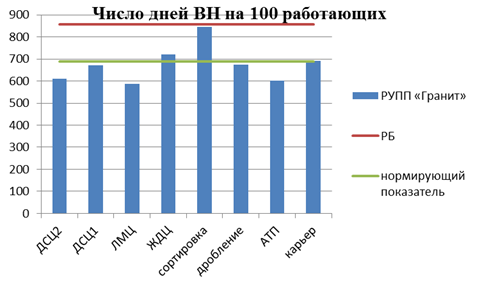 Число дней ВН на 100 работающих
900
800
700
600
500
400
300
200
100
0
ДСЦ2
ДСЦ1
ЛМЦ
ЖДЦ
сортировка
дробление
АТП
карьер
РУПП «Гранит»
РБ
нормирующий
показатель